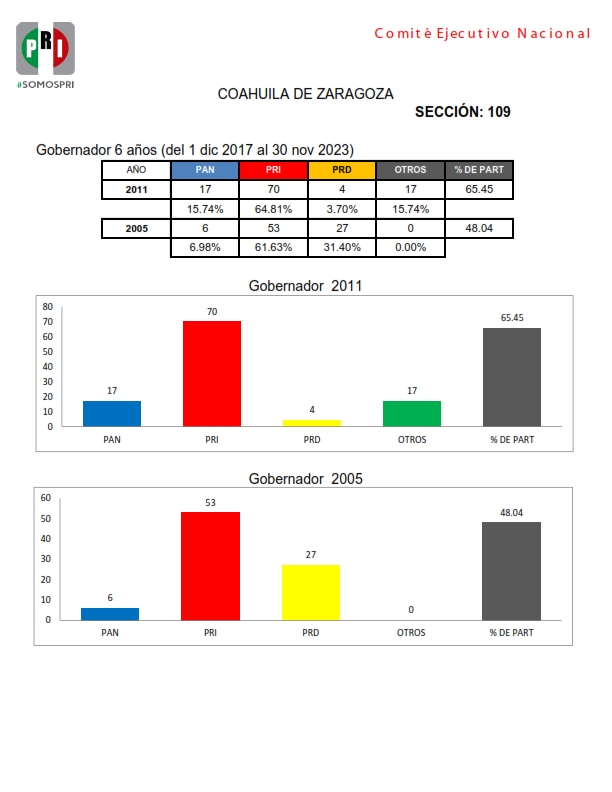 Comité Ejecutivo Nacional
PRI
#SOMOSPRI
COAHUILA DE ZARAGOZA
SECCIÓN: 109
Gobernador 6 años (del 1 dic 2017 al 30 nov 2023)
AÑO PAN PRI PRD OTROS % DE PART
2011 17 70 4 17 65.45
15.74% 64.81% 3.70% 15.74%
2005 6 53 27 0 48.04
6.98% 61.63% 31.40% 0.00%
Gobernador 2011
80
70
60
50
40
30
20
10
0
17 70 4 17 65.45
PAN PRI PRD OTROS % DE PART
Gobernador 2005
60
50
40
30
20
10
0
6 53 27 0 48.04
PAN PRI PRD OTROS % DE PART